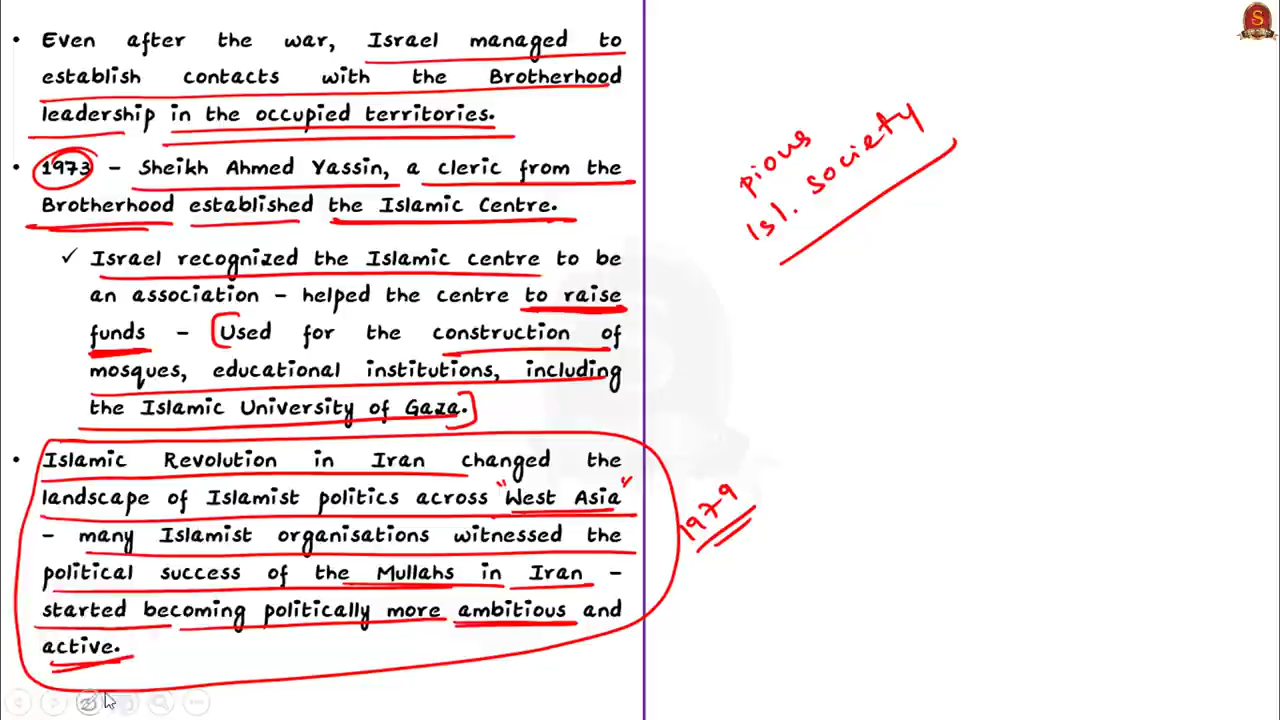 • Even after the war, Israel managed to
establish contacts with the Brotherhood
leadership in the occupied territories.
• 1973 – Sheikh Ahmed Yassin, a cleric from the
Brotherhood established the Islamic Centre.
✓ Israel recognized the Islamic centre to be
an association – helped the centre to raise
funds – Used for the construction of
mosques, educational institutions, including
the Islamic University of Gaza.
• Islamic Revolution in Iran changed the
landscape of Islamist politics across "West Asia"
– many Islamist organisations witnessed the
political success of the Mullahs in Iran –
started becoming politically more ambitious and
active.
pious
Isl. society
1979
S